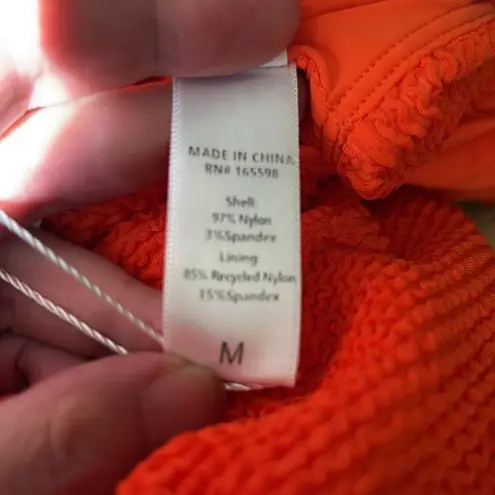 MADE IN CHINA
RN# 165598
Shell:
97% Nylon
3%Spandex
Lining:
85% Recycled Nylon
15%Spandex
M